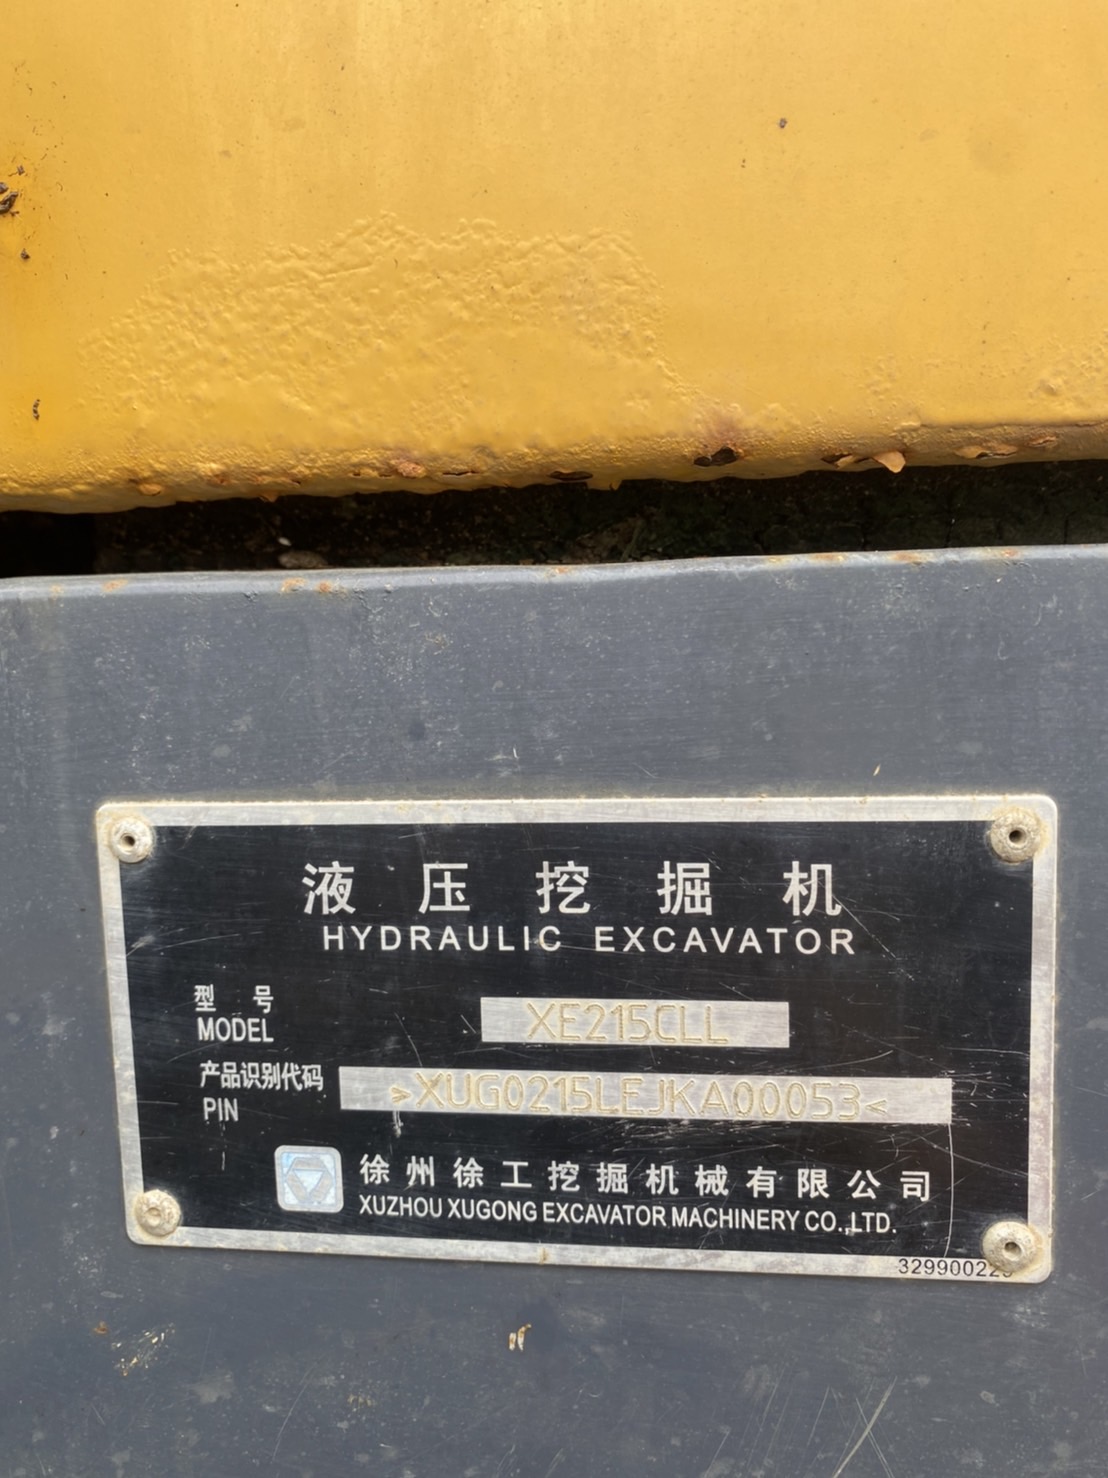 液压挖掘机
HYDRAULIC EXCAVATOR
型 号
MODEL
XE215CLL
产品识别代码
PIN
>XUG0215LEJKA00053<
徐州徐工挖掘机械有限公司
XUZHOU XUGONG EXCAVATOR MACHINERY CO.,LTD.